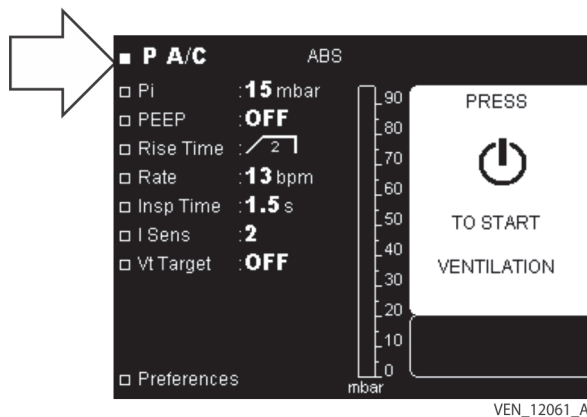 P A/C ABS
Pi :15 mbar
PEEP :OFF
Rise Time : 2
Rate :13 bpm
Insp Time :1.5 s
I Sens :2
Vt Target :OFF
Preferences
90
80
70
60
50
40
30
20
10
0
mbar
PRESS
TO START
VENTILATION
VEN_12061_A